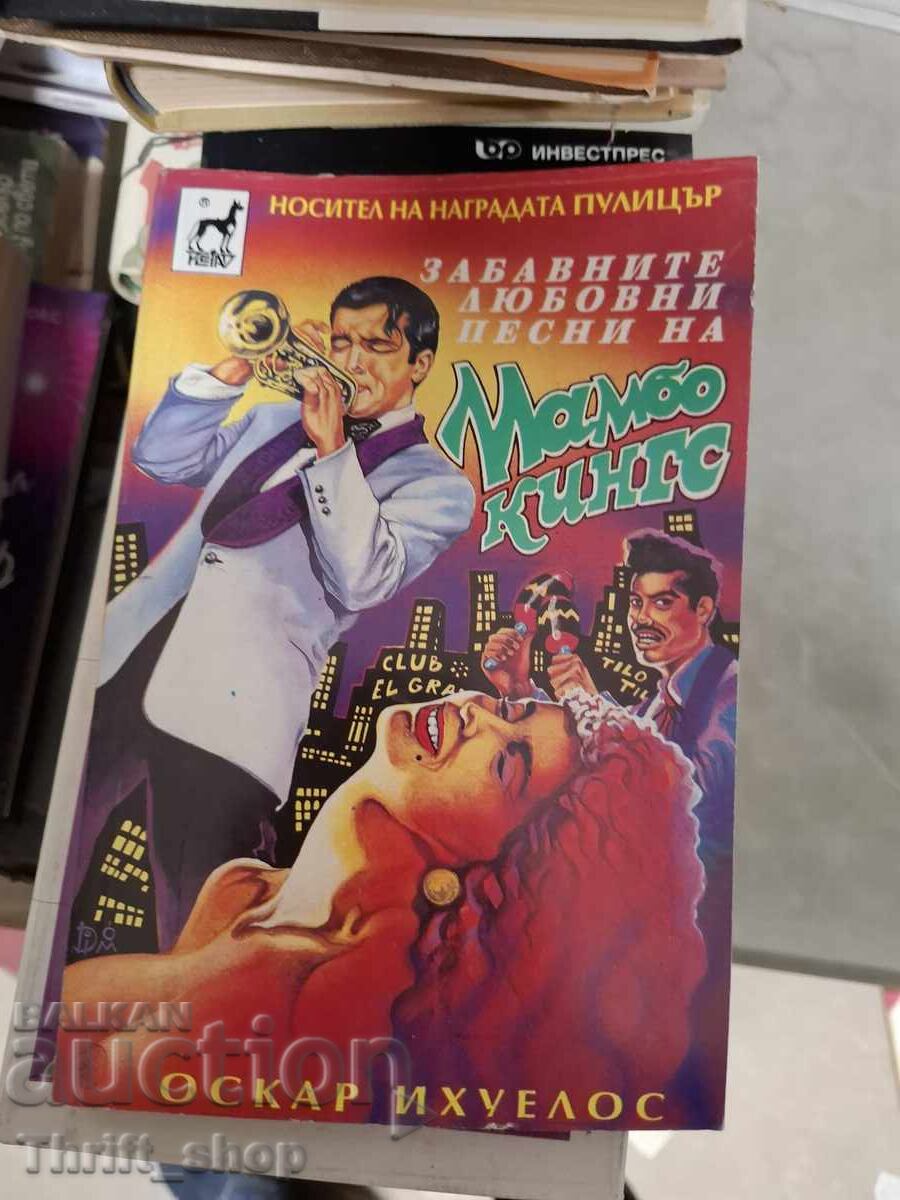 ИНВЕСТПРЕС
®
НОСИТЕЛ НА НАГРАДАТА ПУЛИЦЪР
ЗАБАВНИТЕ
ЛЮБОВНИ
ПЕСНИ НА
Мамбо
кингс
CLUB
EL GRA
TILO
TIL
BALKAN
auction
ОСКАР ИХУЕЛОС
Thrift_shop